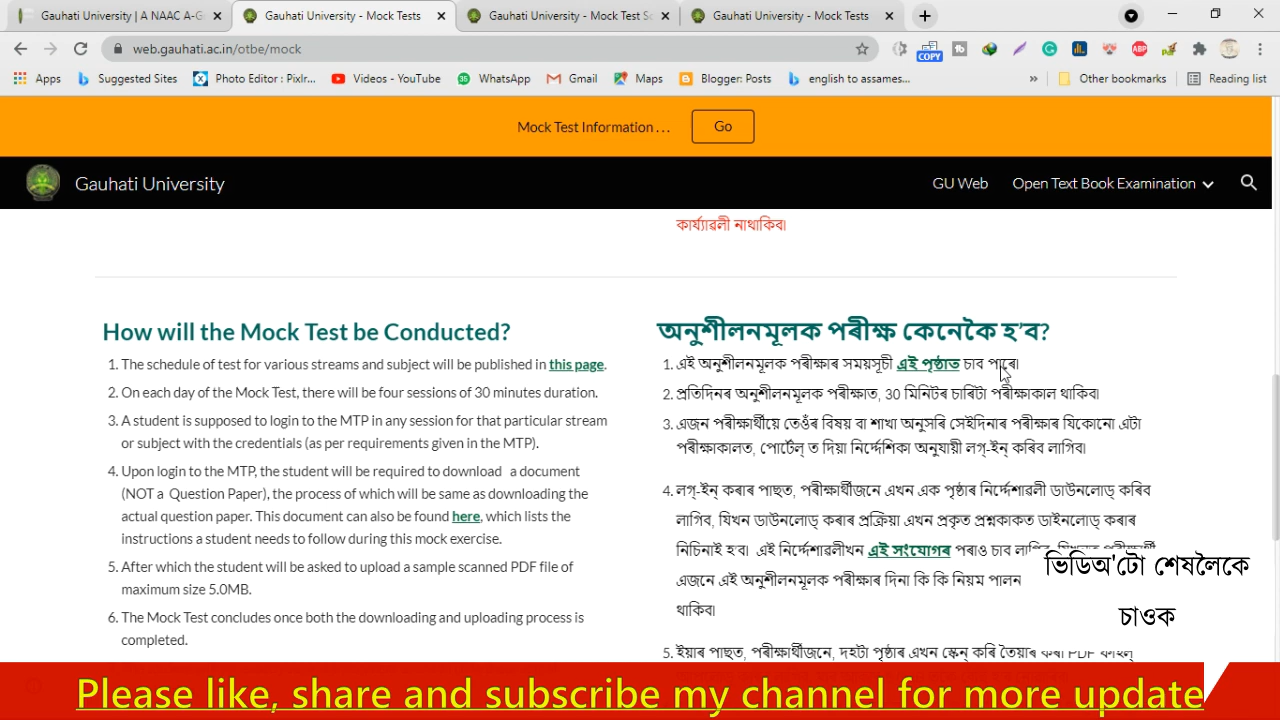 Gauhati University | A NAAC A-G
Gauhati University - Mock Tests
Gauhati University - Mock Test Sc
Gauhati University - Mock Tests
web.gauhati.ac.in/otbe/mock
COPY
ABP
Apps
Suggested Sites
Photo Editor : Pixlr...
Videos - YouTube
WhatsApp
Gmail
Maps
Blogger: Posts
english to assames...
»
Other bookmarks
Reading list
Mock Test Information . . .
Go
Gauhati University
GU Web
Open Text Book Examination
কাৰ্য্যাৱলী নাথাকিব৷
How will the Mock Test be Conducted?
1. The schedule of test for various streams and subject will be published in this page.
2. On each day of the Mock Test, there will be four sessions of 30 minutes duration.
3. A student is supposed to login to the MTP in any session for that particular stream
or subject with the credentials (as per requirements given in the MTP).
4. Upon login to the MTP, the student will be required to download a document
(NOT a Question Paper), the process of which will be same as downloading the
actual question paper. This document can also be found here, which lists the
instructions a student needs to follow during this mock exercise.
5. After which the student will be asked to upload a sample scanned PDF file of
maximum size 5.0MB.
6. The Mock Test concludes once both the downloading and uploading process is
completed.
অনুশীলনমূলক পৰীক্ষ কেনেকৈ হ'ব?
1. এই অনুশীলনমূলক পৰীক্ষাৰ সময়সূচী এই পৃষ্ঠাত চাব পাৰে৷
2. প্ৰতিদিনৰ অনুশীলনমূলক পৰীক্ষাত, 30 মিনিটৰ চাৰিটা পৰীক্ষাকাল থাকিব৷
3. এজন পৰীক্ষাৰ্থীয়ে তেওঁৰ বিষয় বা শাখা অনুসৰি সেইদিনাৰ পৰীক্ষাৰ যিকোনো এটা
পৰীক্ষাকালত, পোৰ্টেল্ ত দিয়া নিৰ্দ্দেশিকা অনুযায়ী লগ্-ইন্ কৰিব লাগিব৷
4. লগ্-ইন্ কৰাৰ পাছত, পৰীক্ষাৰ্থীজনে এখন এক পৃষ্ঠাৰ নিৰ্দ্দেশাৱলী ডাউনলোড্ কৰিব
লাগিব, যিখন ডাউনলোড্ কৰাৰ প্ৰক্ৰিয়া এখন প্ৰকৃত প্ৰশ্নকাকত ডাইনলোড্ কৰাৰ
নিচিনাই হ'ব৷ এই নিৰ্দ্দেশাৱলীখন এই সংযোগৰ পৰাও চাব
এজনে এই অনুশীলনমূলক পৰীক্ষাৰ দিনা কি কি নিয়ম পালন
থাকিব৷
5. ইয়াৰ পাছত, পৰীক্ষাৰ্থীজনে, দহটা পৃষ্ঠাৰ এখন স্কেন্ কৰি তৈয়াৰ কৰা PDF ফাইল্
ভিডিঅ'টো শেষলৈকে
চাওক
Please like, share and subscribe my channel for more update